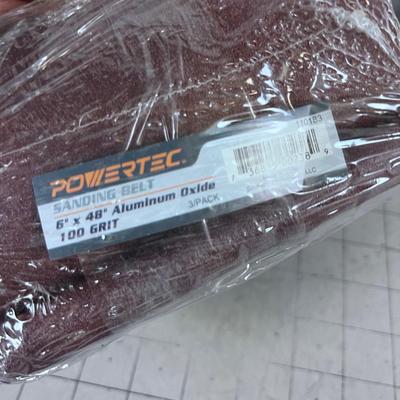 POWERTEC
SANDING BELT
6" x 48" Aluminum Oxide
100 GRIT
3/PACK
110183
LLC